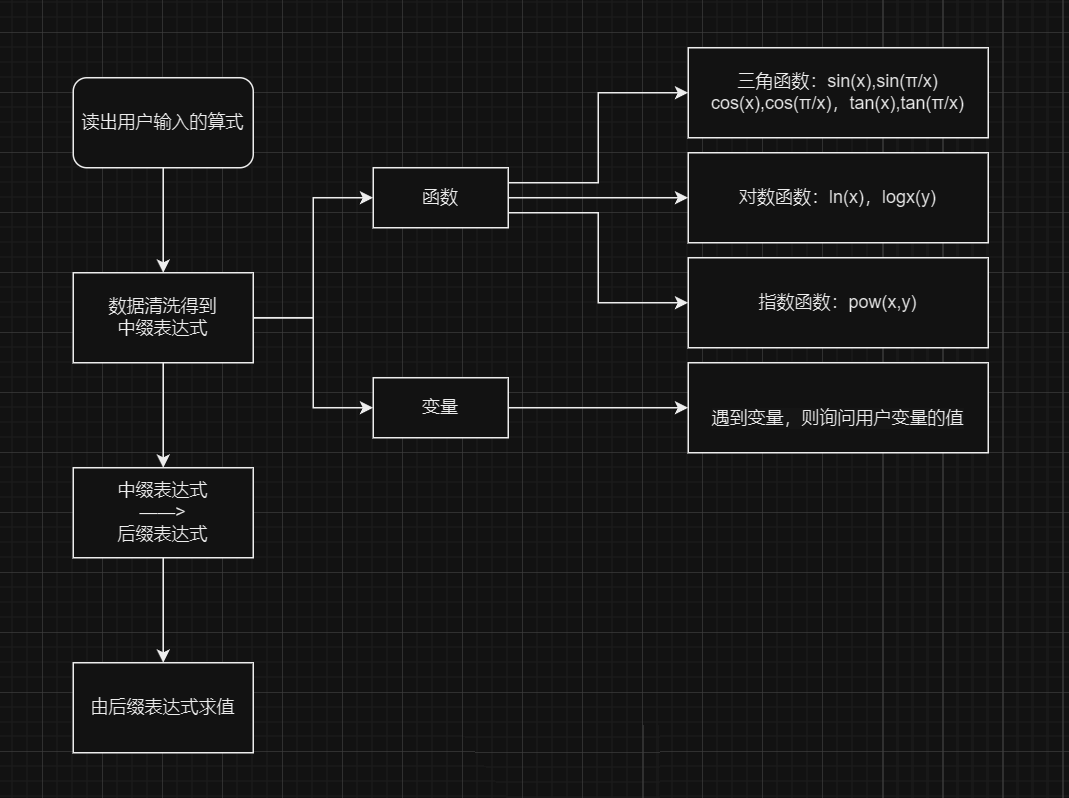 读出用户输入的算式
数据清洗得到
中缀表达式
中缀表达式
——>
后缀表达式
由后缀表达式求值
函数
变量
三角函数：sin(x),sin(π/x)
cos(x),cos(π/x)，tan(x),tan(π/x)
对数函数：ln(x)，logx(y)
指数函数：pow(x,y)
遇到变量，则询问用户变量的值